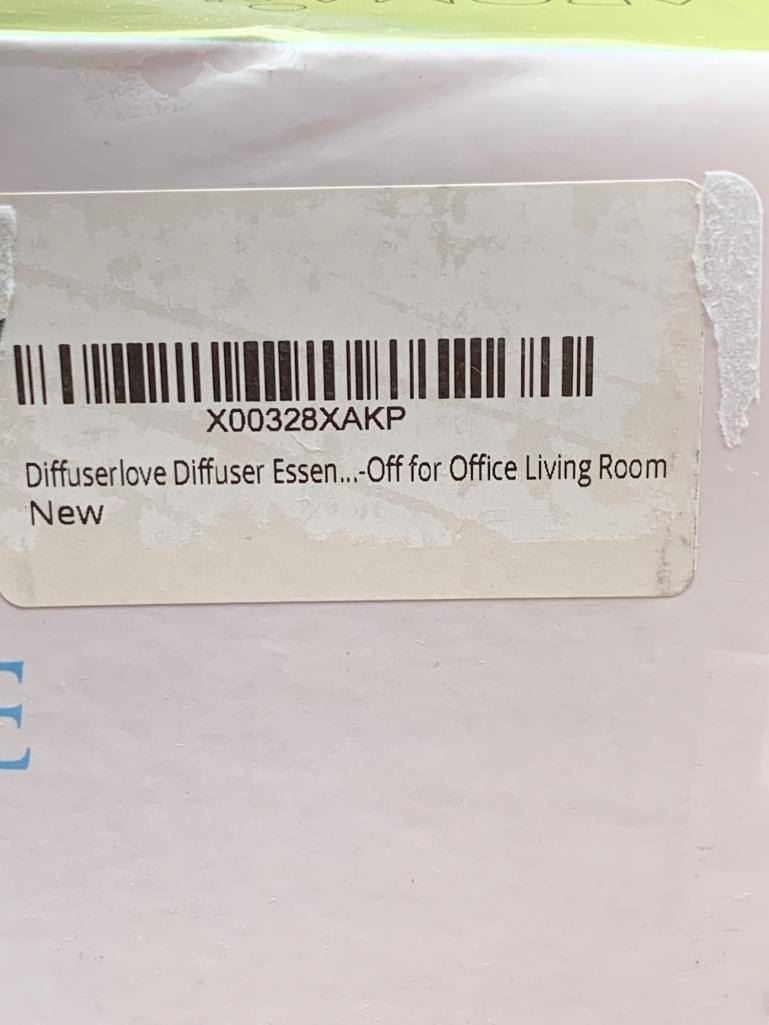 X00328XAKP
Diffuserlove Diffuser Essen...-Off for Office Living Room
New